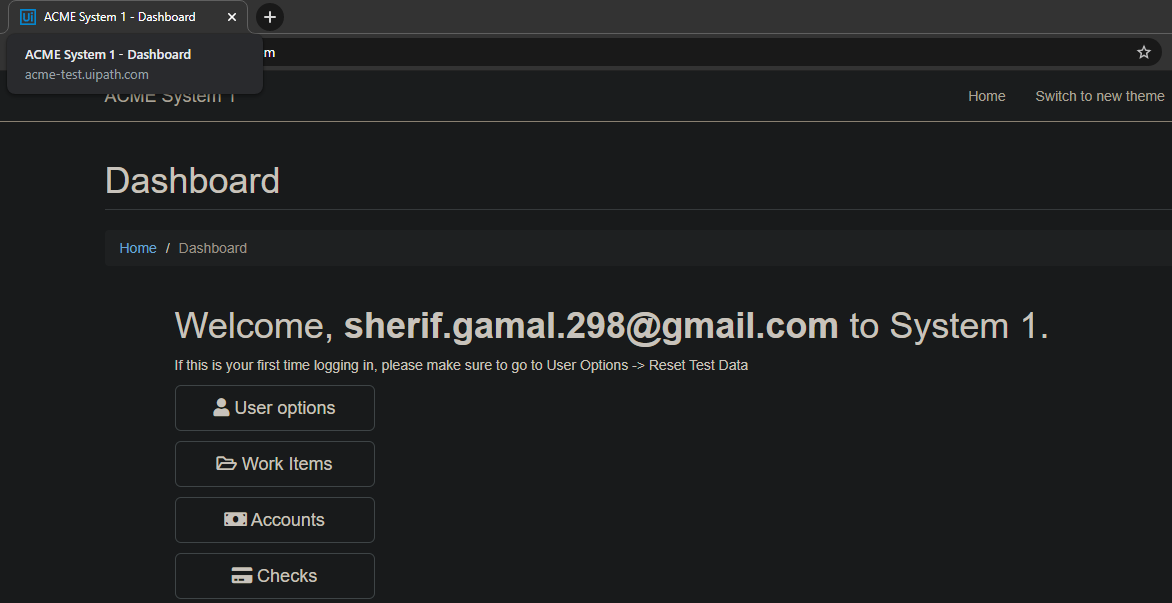 Ui ACME System 1 - Dashboard
ACME System 1 - Dashboard
acme-test.uipath.com
m
ACME System 1
Home Switch to new theme
Dashboard
Home / Dashboard
Welcome, sherif.gamal.298@gmail.com to System 1.
If this is your first time logging in, please make sure to go to User Options -> Reset Test Data
User options
Work Items
Accounts
Checks